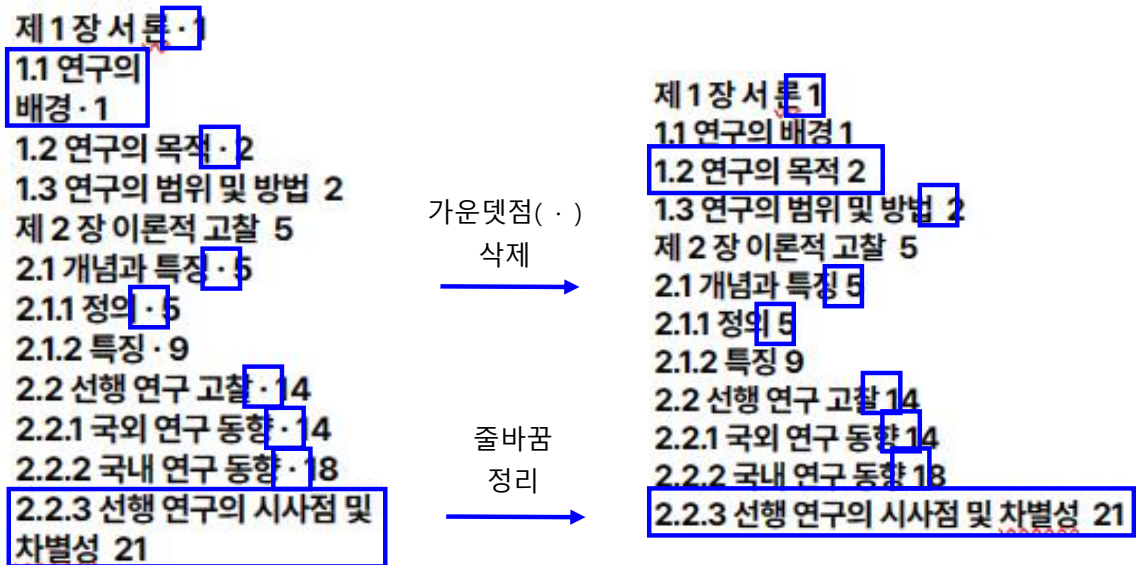 제 1 장 서 론 · 1
1.1 연구의
배경 · 1
1.2 연구의 목적 · 2
1.3 연구의 범위 및 방법  2
제 2 장 이론적 고찰  5
2.1 개념과 특징 · 5
2.1.1 정의 · 5
2.1.2 특징 · 9
2.2 선행 연구 고찰 · 14
2.2.1 국외 연구 동향 · 14
2.2.2 국내 연구 동향 · 18
2.2.3 선행 연구의 시사점 및
차별성  21
가운뎃점( · )
삭제
줄바꿈
정리
제 1 장 서 론 1
1.1 연구의 배경 1
1.2 연구의 목적 2
1.3 연구의 범위 및 방법  2
제 2 장 이론적 고찰  5
2.1 개념과 특징 5
2.1.1 정의 5
2.1.2 특징 9
2.2 선행 연구 고찰 14
2.2.1 국외 연구 동향 14
2.2.2 국내 연구 동향 18
2.2.3 선행 연구의 시사점 및 차별성  21